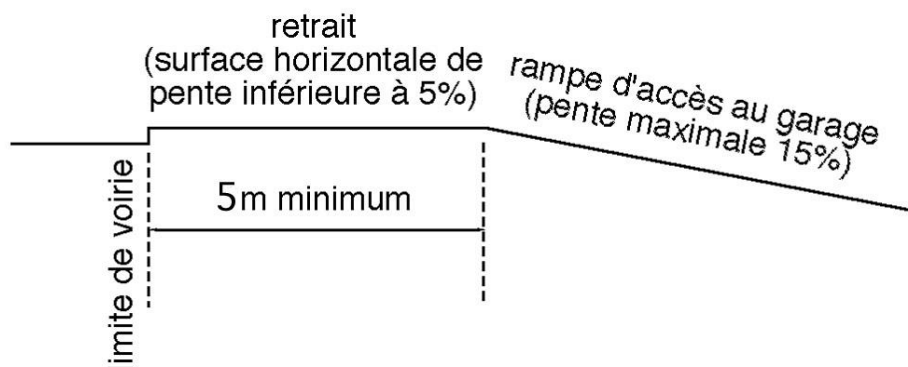 retrait
(surface horizontale de
pente inférieure à 5%)
rampe d'accès au garage
(pente maximale 15%)
5m minimum
imite de voirie